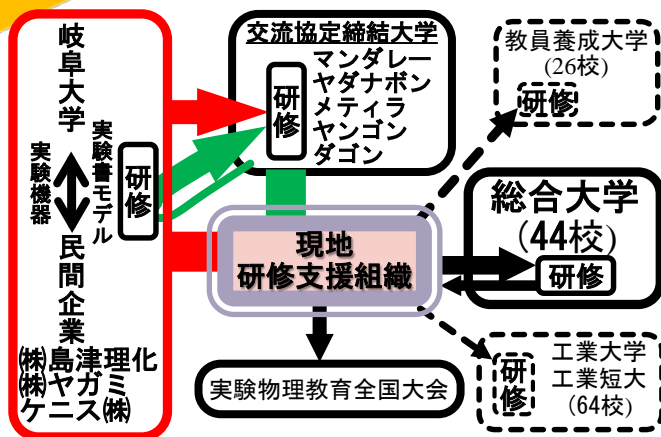 岐阜大学
実験機器
実験書モデル
研修
民間企業
㈱島津理化
㈱ヤガミ
ケニス㈱
交流協定締結大学
研修
マンダレー
ヤダナボン
メティラ
ヤンゴン
ダゴン
現地
研修支援組織
実験物理教育全国大会
教員養成大学
(26校)
研修
総合大学
(44校)
研修
研修
工業大学
工業短大
(64校)